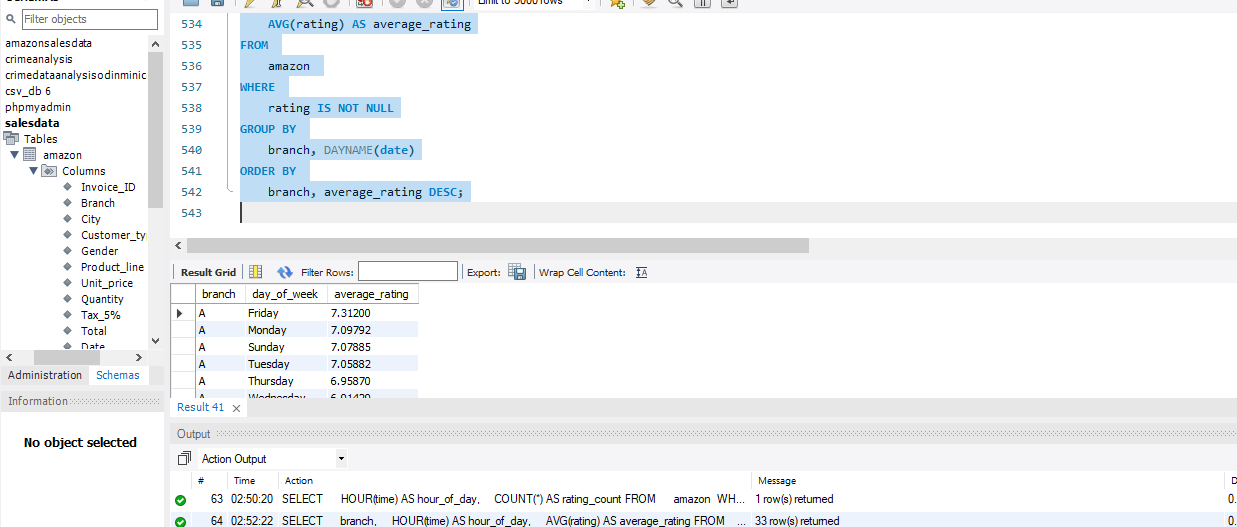 Limit to 50001 rows
Filter objects
amazonsalesdata
crimeanalysis
crimedataanalysisodinminic
csv_db 6
phpmyadmin
salesdata
Tables
amazon
Columns
Invoice_ID
Branch
City
Customer_ty
Gender
Product_line
Unit_price
Quantity
Tax_5%
Total
Date
Administration Schemas
Information
No object selected
534 AVG(rating) AS average_rating
535 FROM
536 amazon
537 WHERE
538 rating IS NOT NULL
539 GROUP BY
540 branch, DAYNAME(date)
541 ORDER BY
542 branch, average_rating DESC;
543
Result Grid Filter Rows: Export: Wrap Cell Content:
branch day_of_week average_rating
A Friday 7.31200
A Monday 7.09792
A Sunday 7.07885
A Tuesday 7.05882
A Thursday 6.95870
A Wednesday 6.91429
Result 41
Output
Action Output
# Time Action Message D
63 02:50:20 SELECT HOUR(time) AS hour_of_day, COUNT(*) AS rating_count FROM amazon WH... 1 row(s) returned 0.
64 02:52:22 SELECT branch, HOUR(time) AS hour_of_day, AVG(rating) AS average_rating FROM ... 33 row(s) returned 0.